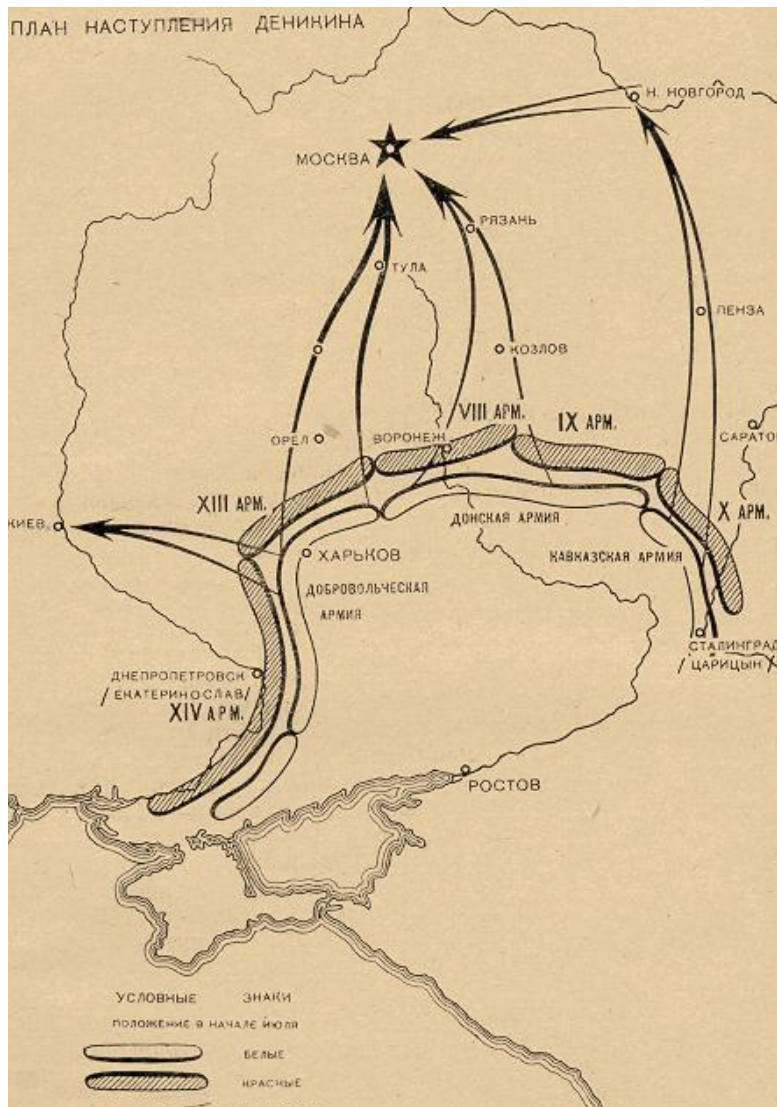 ПЛАН НАСТУПЛЕНИЯ ДЕНИКИНА
Н. НОВГОРОД
МОСКВА
РЯЗАНЬ
ТУЛА
ПЕНЗА
КОЗЛОВ
VIII АРМ.
IX АРМ.
САРАТО
ОРЕЛ
ВОРОНЕЖ
XIII АРМ.
X АРМ.
КИЕВ
ДОНСКАЯ АРМИЯ
ХАРЬКОВ
КАВКАЗСКАЯ АРМИЯ
ДОБРОВОЛЬЧЕСКАЯ
АРМИЯ
СТАЛИНГРАД
/ЦАРИЦЫН
ДНЕПРОПЕТРОВСК
/ЕКАТЕРИНОСЛАВ/
XIV АРМ.
РОСТОВ
УСЛОВНЫЕ ЗНАКИ
ПОЛОЖЕНИЕ В НАЧАЛЕ ИЮЛЯ
БЕЛЫЕ
КРАСНЫЕ